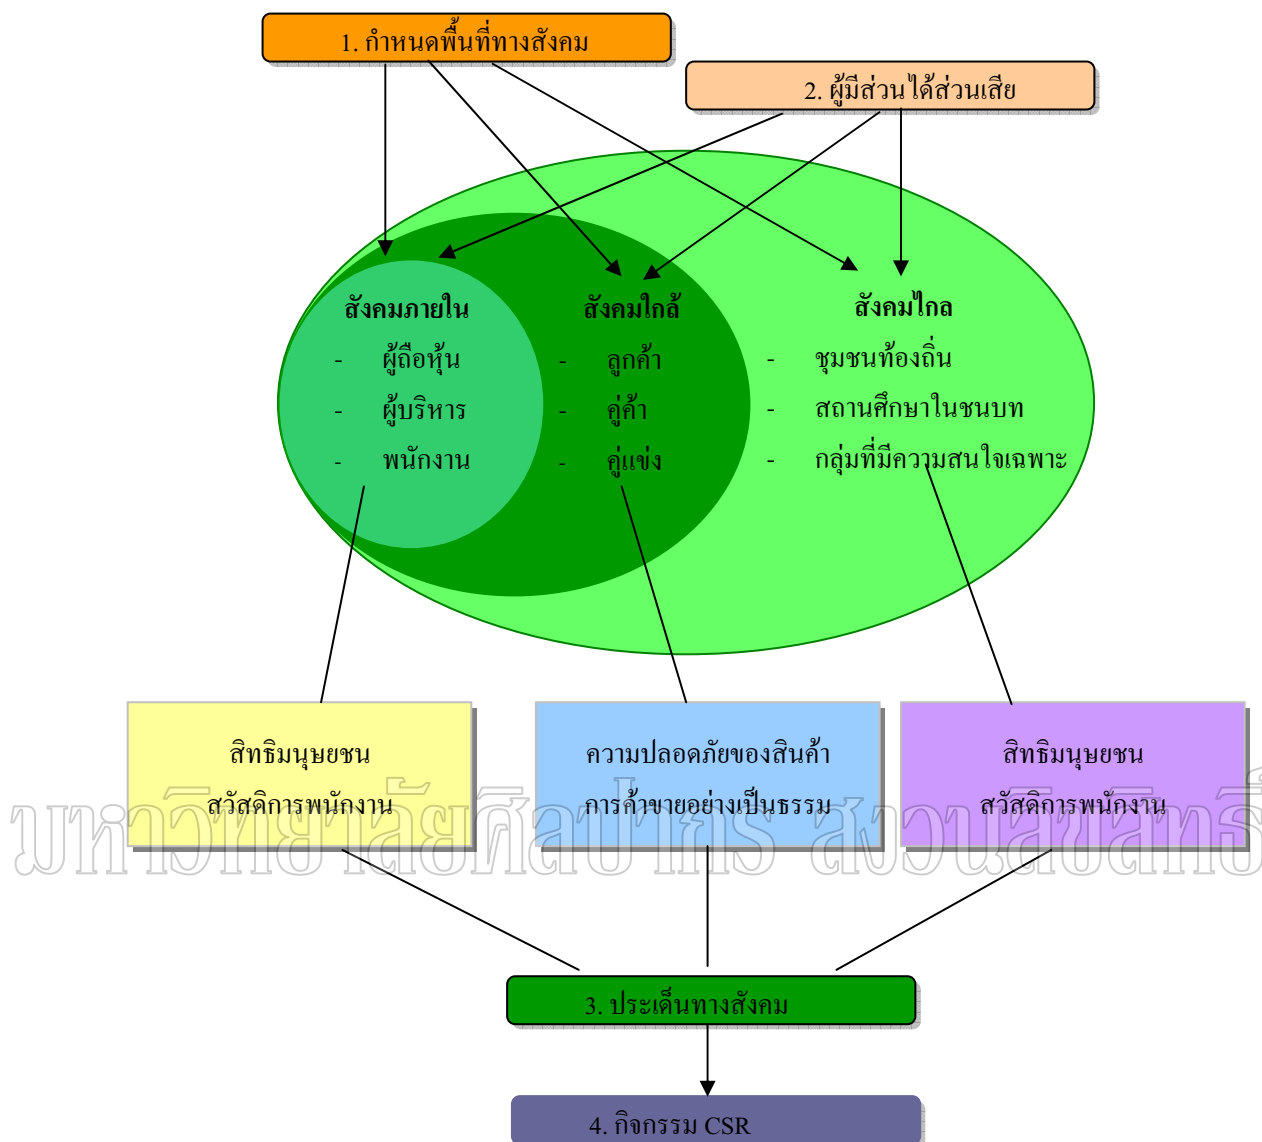 1. กำหนดพื้นที่ทางสังคม
2. ผู้มีส่วนได้ส่วนเสีย
สังคมภายใน
- ผู้ถือหุ้น
- ผู้บริหาร
- พนักงาน
สังคมใกล้
- ลูกค้า
- คู่ค้า
- คู่แข่ง
สังคมไกล
- ชุมชนท้องถิ่น
- สถานศึกษาในชนบท
- กลุ่มที่มีความสนใจเฉพาะ
สิทธิมนุษยชน
สวัสดิการพนักงาน
ความปลอดภัยของสินค้า
การค้าขายอย่างเป็นธรรม
สิทธิมนุษยชน
สวัสดิการพนักงาน
มหาวิทยาลัยศิลปากร สงวนลิขสิทธิ์
3. ประเด็นทางสังคม
4. กิจกรรม CSR